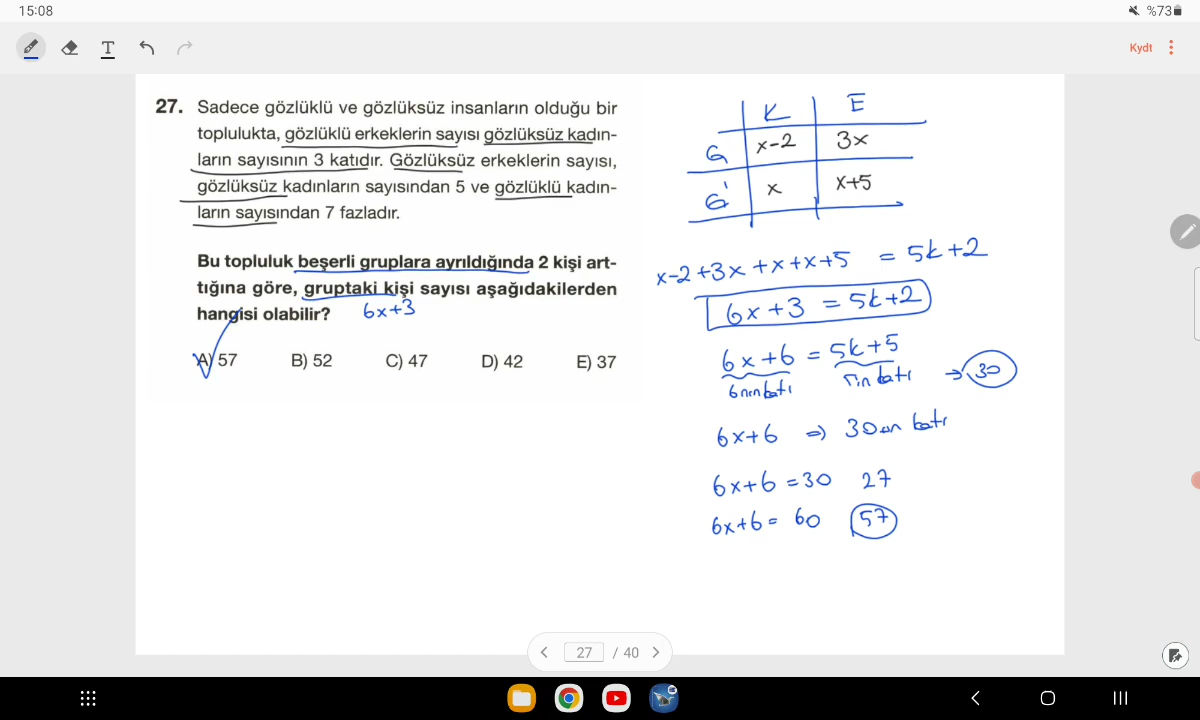 15:08
%73
T
Kydt
27. Sadece gözlüklü ve gözlüksüz insanların olduğu bir
toplulukta, gözlüklü erkeklerin sayısı gözlüksüz kadın-
ların sayısının 3 katıdır. Gözlüksüz erkeklerin sayısı,
gözlüksüz kadınların sayısından 5 ve gözlüklü kadın-
ların sayısından 7 fazladır.
Bu topluluk beşerli gruplara ayrıldığında 2 kişi art-
tığına göre, gruptaki kişi sayısı aşağıdakilerden
hangisi olabilir? 6x+3
A) 57 B) 52 C) 47 D) 42 E) 37
K E
G x-2 3x
G' x x+5
x-2+3x+x+x+5 = 5k+2
6x+3 = 5k+2
6x+6 = 5k+5
6nın katı 5in katı → 30
6x+6 ⇒ 30un katı
6x+6 = 30 27
6x+6 = 60 57
27 / 40